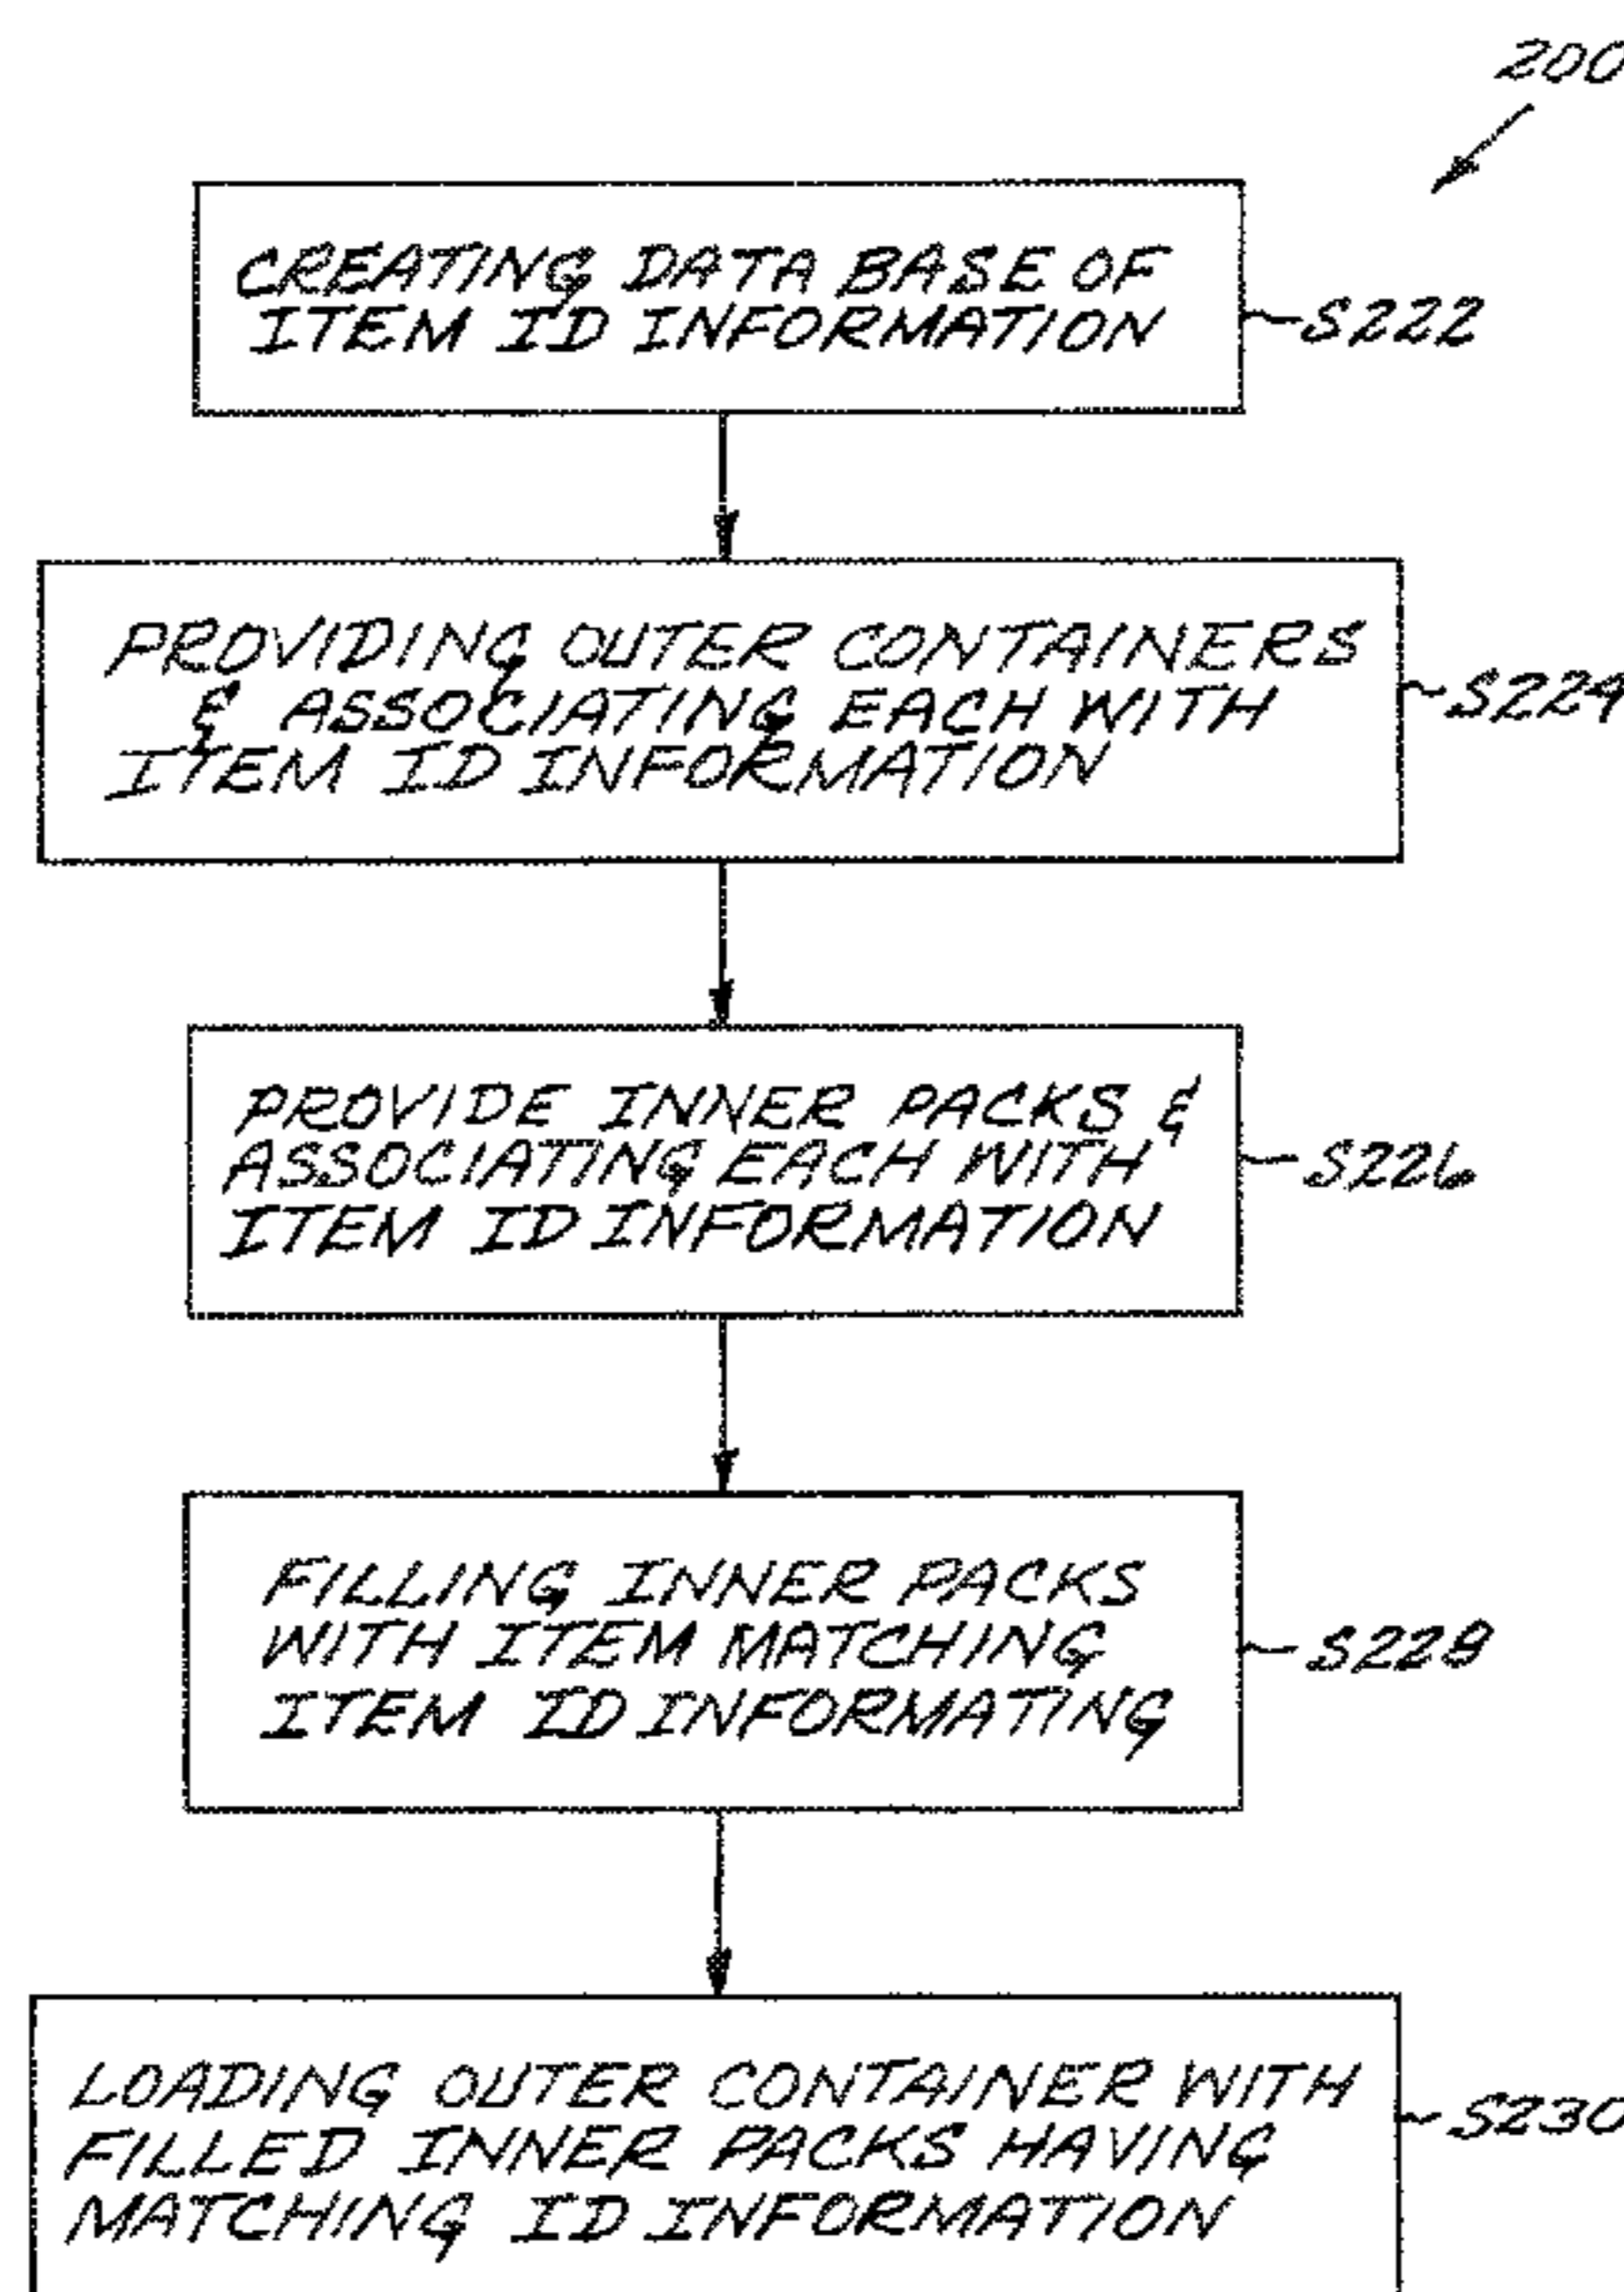 200
CREATING DATA BASE OF
ITEM ID INFORMATION
S222
PROVIDING OUTER CONTAINERS
& ASSOCIATING EACH WITH
ITEM ID INFORMATION
S224
PROVIDE INNER PACKS &
ASSOCIATING EACH WITH
ITEM ID INFORMATION
S226
FILLING INNER PACKS
WITH ITEM MATCHING
ITEM ID INFORMATING
S228
LOADING OUTER CONTAINER WITH
FILLED INNER PACKS HAVING
MATCHING ID INFORMATION
S230